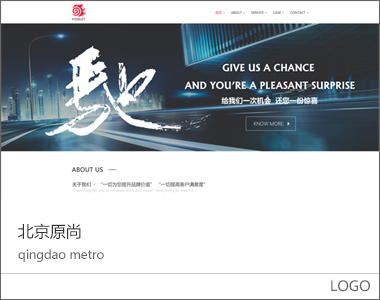 首页 ABOUT SERVICE CASE CONTACT
驰
GIVE US A CHANCE
AND YOU'RE A PLEASANT SURPRISE
给我们一次机会 还您一份惊喜
KNOW MORE
ABOUT US
关于我们 - “一切为您提升品牌价值” “一切提高客户满意度”
北京原尚
qingdao metro
LOGO